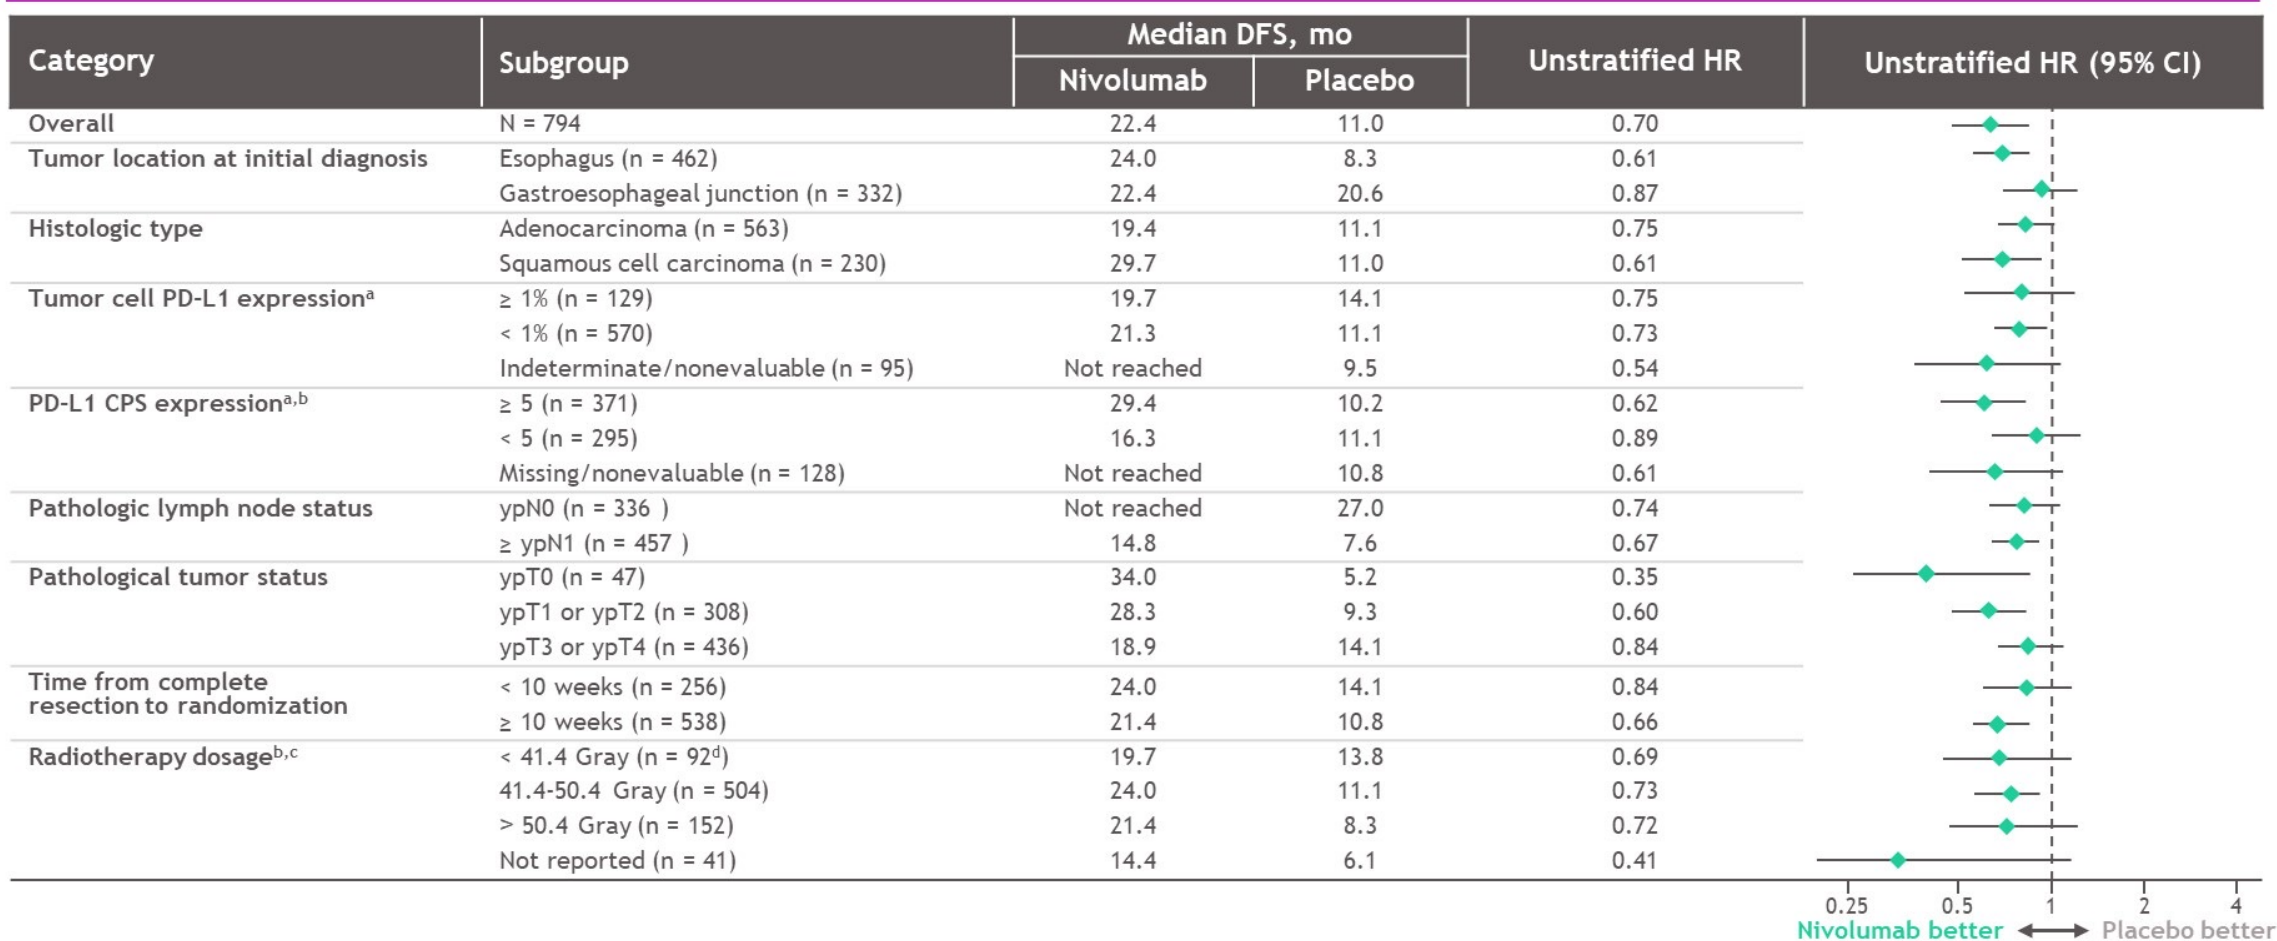 Category Subgroup Median DFS, mo Unstratified HR Unstratified HR (95% CI)
Nivolumab Placebo
Overall N = 794 22.4 11.0 0.70
Tumor location at initial diagnosis Esophagus (n = 462) 24.0 8.3 0.61
Gastroesophageal junction (n = 332) 22.4 20.6 0.87
Histologic type Adenocarcinoma (n = 563) 19.4 11.1 0.75
Squamous cell carcinoma (n = 230) 29.7 11.0 0.61
Tumor cell PD-L1 expressionᵃ ≥ 1% (n = 129) 19.7 14.1 0.75
< 1% (n = 570) 21.3 11.1 0.73
Indeterminate/nonevaluable (n = 95) Not reached 9.5 0.54
PD-L1 CPS expressionᵃ,ᵇ ≥ 5 (n = 371) 29.4 10.2 0.62
< 5 (n = 295) 16.3 11.1 0.89
Missing/nonevaluable (n = 128) Not reached 10.8 0.61
Pathologic lymph node status ypN0 (n = 336 ) Not reached 27.0 0.74
≥ ypN1 (n = 457 ) 14.8 7.6 0.67
Pathological tumor status ypT0 (n = 47) 34.0 5.2 0.35
ypT1 or ypT2 (n = 308) 28.3 9.3 0.60
ypT3 or ypT4 (n = 436) 18.9 14.1 0.84
Time from complete
resection to randomization < 10 weeks (n = 256) 24.0 14.1 0.84
≥ 10 weeks (n = 538) 21.4 10.8 0.66
Radiotherapy dosageᵇ,ᶜ < 41.4 Gray (n = 92ᵈ) 19.7 13.8 0.69
41.4-50.4 Gray (n = 504) 24.0 11.1 0.73
> 50.4 Gray (n = 152) 21.4 8.3 0.72
Not reported (n = 41) 14.4 6.1 0.41
0.25 0.5 1 2 4
Nivolumab better Placebo better